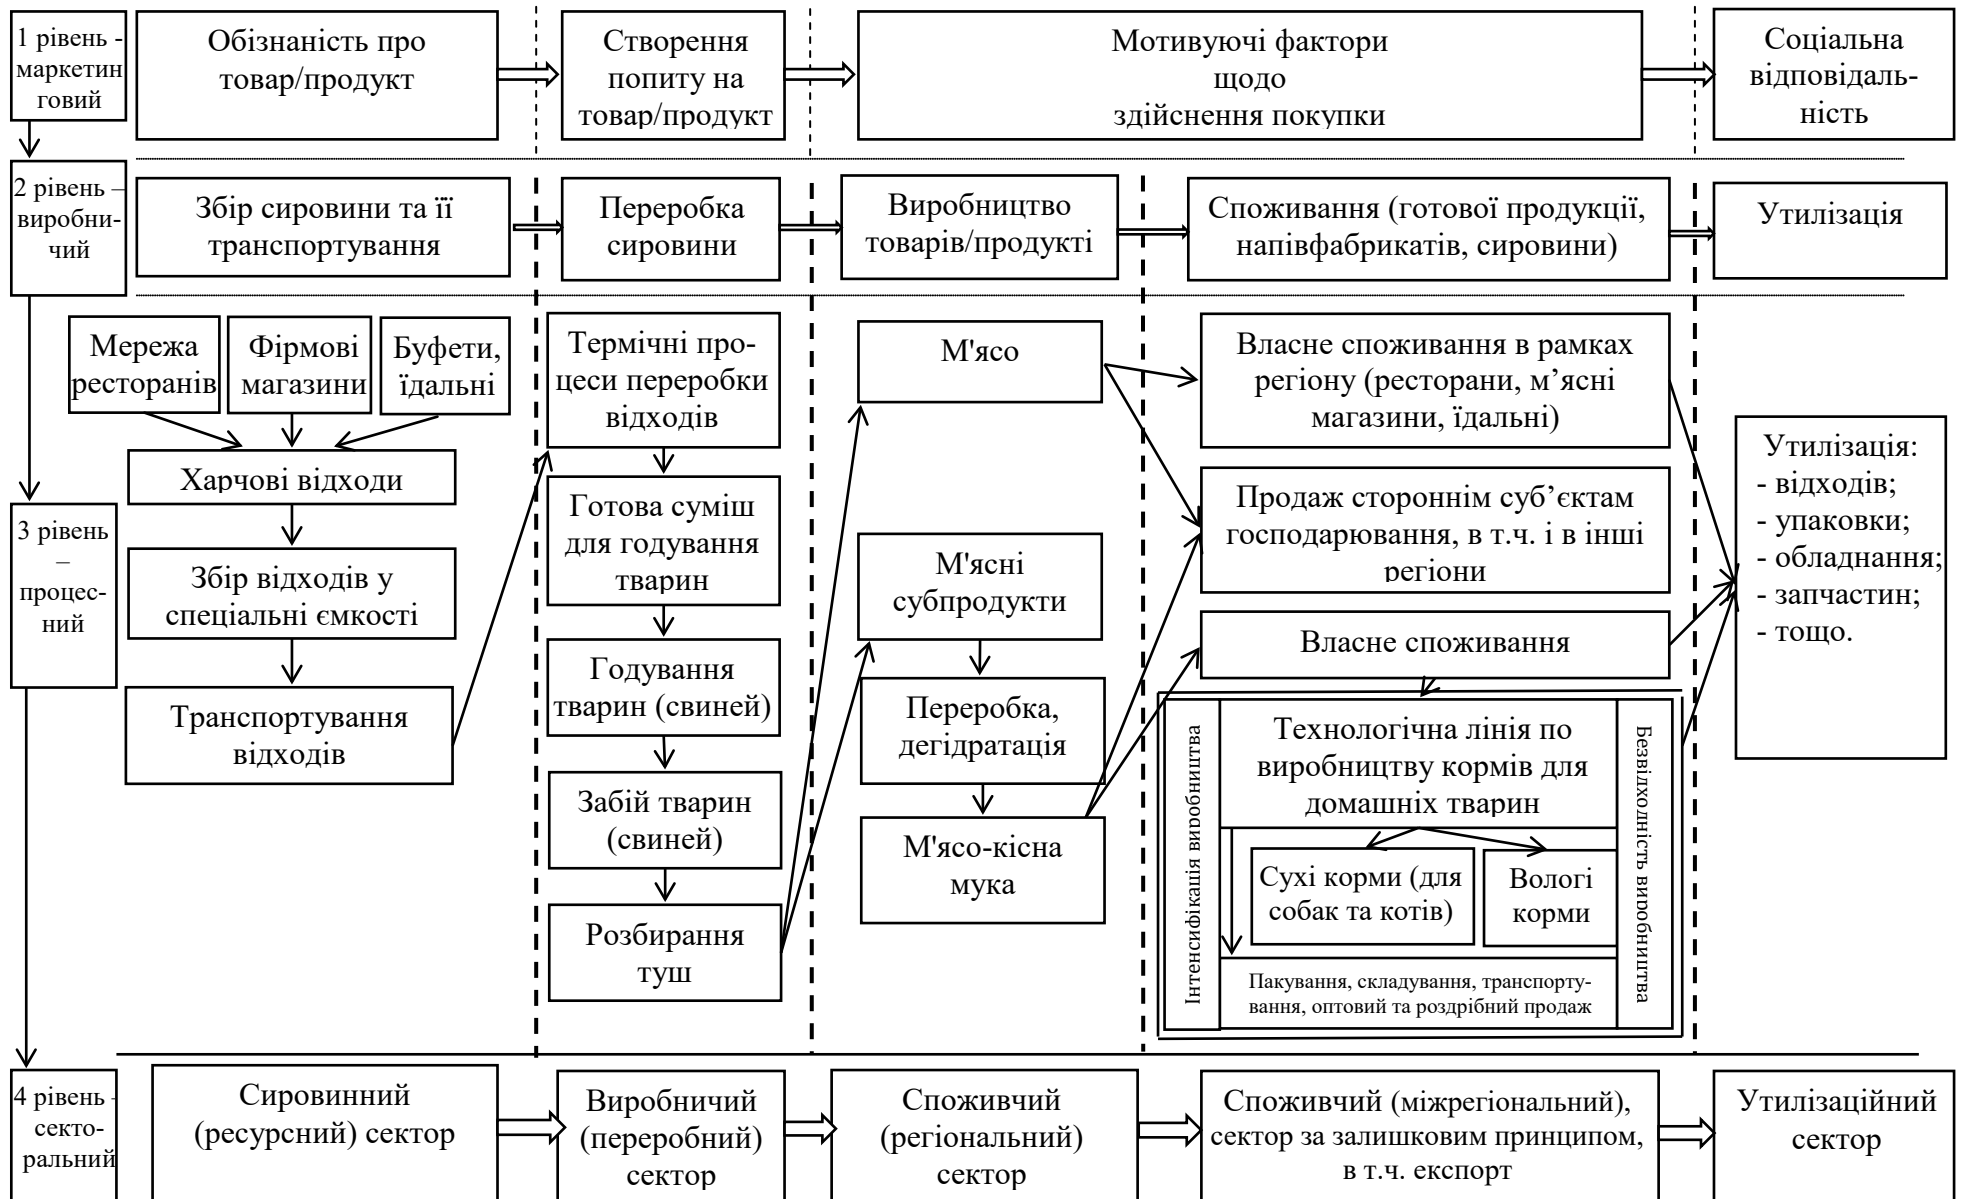 1 рівень -
маркетин
говий
Обізнаність про
товар/продукт
Створення
попиту на
товар/продукт
Мотивуючі фактори
щодо
здійснення покупки
Соціальна
відповідаль-
ність
2 рівень –
виробни-
чий
Збір сировини та її
транспортування
Переробка
сировини
Виробництво
товарів/продукті
Споживання (готової продукції,
напівфабрикатів, сировини)
Утилізація
3 рівень
–
процес-
ний
Мережа
ресторанів
Фірмові
магазини
Буфети,
їдальні
Харчові відходи
Збір відходів у
спеціальні ємкості
Транспортування
відходів
Термічні про-
цеси переробки
відходів
Готова суміш
для годування
тварин
Годування
тварин (свиней)
Забій тварин
(свиней)
Розбирання
туш
М'ясо
М'ясні
субпродукти
Переробка,
дегідратація
М'ясо-кісна
мука
Власне споживання в рамках
регіону (ресторани, м’ясні
магазини, їдальні)
Продаж стороннім суб’єктам
господарювання, в т.ч. і в інші
регіони
Власне споживання
Інтенсифікація виробництва
Технологічна лінія по
виробництву кормів для
домашніх тварин
Сухі корми (для
собак та котів)
Вологі
корми
Пакування, складування, транспорту-
вання, оптовий та роздрібний продаж
Безвідходність виробництва
Утилізація:
- відходів;
- упаковки;
- обладнання;
- запчастин;
- тощо.
4 рівень -
секто-
ральний
Сировинний
(ресурсний) сектор
Виробничий
(переробний)
сектор
Споживчий
(регіональний)
сектор
Споживчий (міжрегіональний),
сектор за залишковим принципом,
в т.ч. експорт
Утилізаційний
сектор